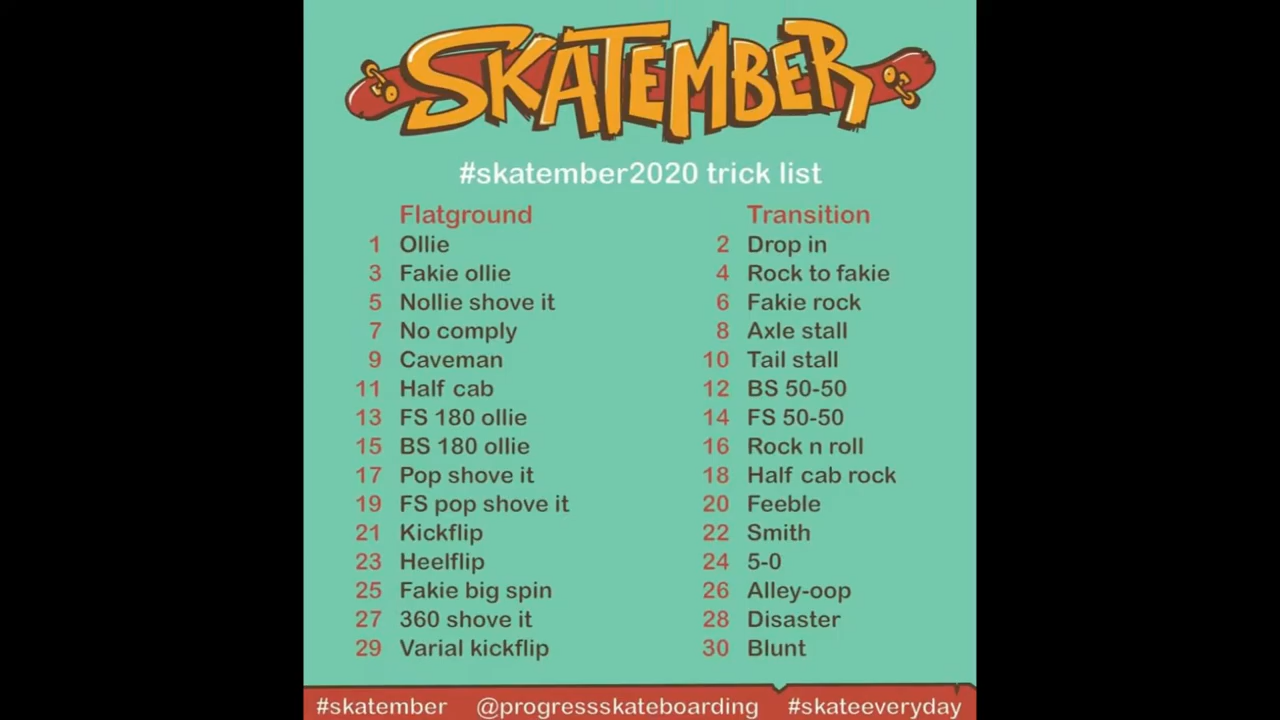 SKATEMBER
#skatember2020 trick list
Flatground Transition
1 Ollie 2 Drop in
3 Fakie ollie 4 Rock to fakie
5 Nollie shove it 6 Fakie rock
7 No comply 8 Axle stall
9 Caveman 10 Tail stall
11 Half cab 12 BS 50-50
13 FS 180 ollie 14 FS 50-50
15 BS 180 ollie 16 Rock n roll
17 Pop shove it 18 Half cab rock
19 FS pop shove it 20 Feeble
21 Kickflip 22 Smith
23 Heelflip 24 5-0
25 Fakie big spin 26 Alley-oop
27 360 shove it 28 Disaster
29 Varial kickflip 30 Blunt
#skatember @progressskateboarding #skateeveryday